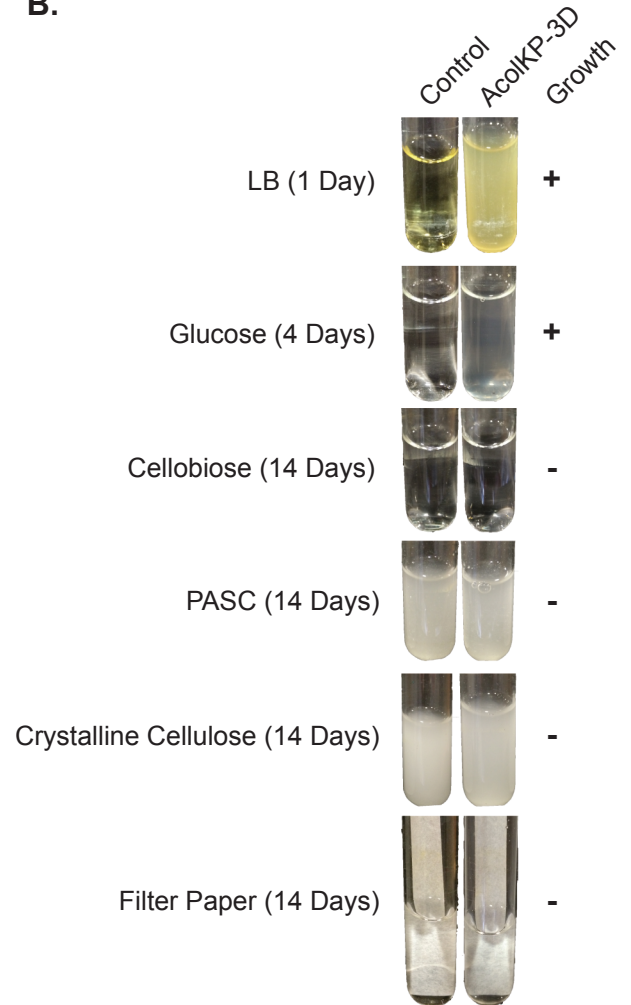 B.
Control AcolKP-3D Growth
LB (1 Day) +
Glucose (4 Days) +
Cellobiose (14 Days) -
PASC (14 Days) -
Crystalline Cellulose (14 Days) -
Filter Paper (14 Days) -